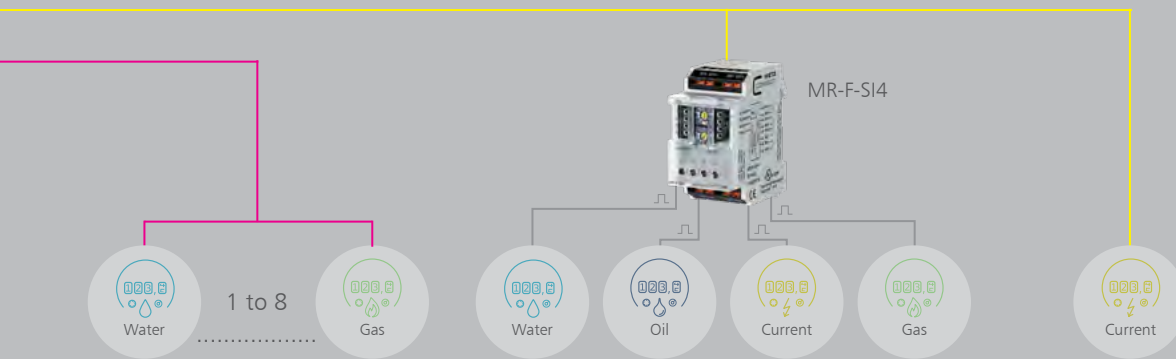 MR-F-SI4
1 to 8
Water
Gas
Water
Oil
Current
Gas
Current